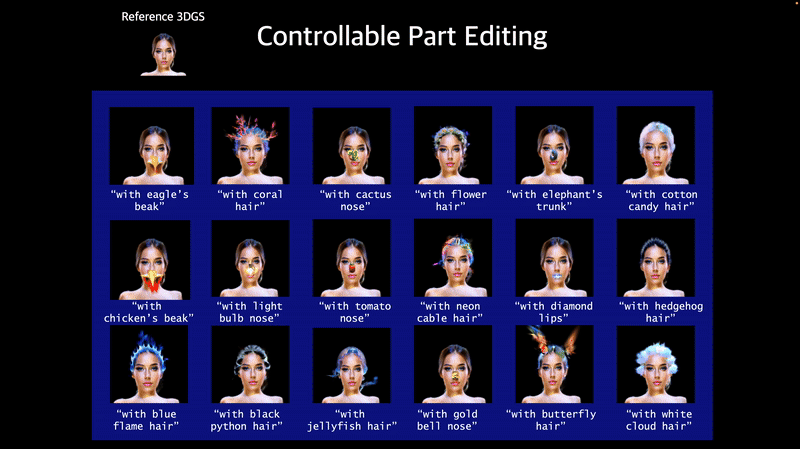 Reference 3DGS
Controllable Part Editing
“with eagle’s
beak”
“with coral
hair”
“with cactus
nose”
“with flower
hair”
“with elephant’s
trunk”
“with cotton
candy hair”
“with
chicken’s beak”
“with light
bulb nose”
“with tomato
nose”
“with neon
cable hair”
“with diamond
lips”
“with hedgehog
hair”
“with blue
flame hair”
“with black
python hair”
“with
jellyfish hair”
“with gold
bell nose”
“with butterfly
hair”
“with white
cloud hair”